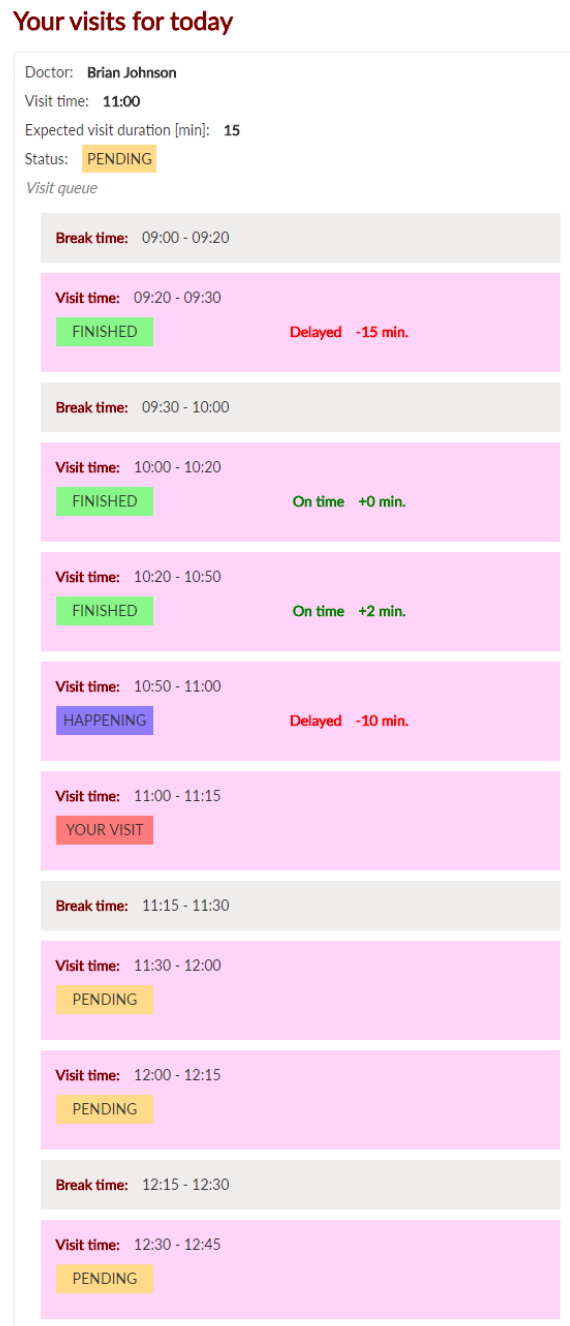 Your visits for today
Doctor: Brian Johnson
Visit time: 11:00
Expected visit duration [min]: 15
Status: PENDING
Visit queue
Break time: 09:00 - 09:20
Visit time: 09:20 - 09:30
FINISHED Delayed -15 min.
Break time: 09:30 - 10:00
Visit time: 10:00 - 10:20
FINISHED On time +0 min.
Visit time: 10:20 - 10:50
FINISHED On time +2 min.
Visit time: 10:50 - 11:00
HAPPENING Delayed -10 min.
Visit time: 11:00 - 11:15
YOUR VISIT
Break time: 11:15 - 11:30
Visit time: 11:30 - 12:00
PENDING
Visit time: 12:00 - 12:15
PENDING
Break time: 12:15 - 12:30
Visit time: 12:30 - 12:45
PENDING